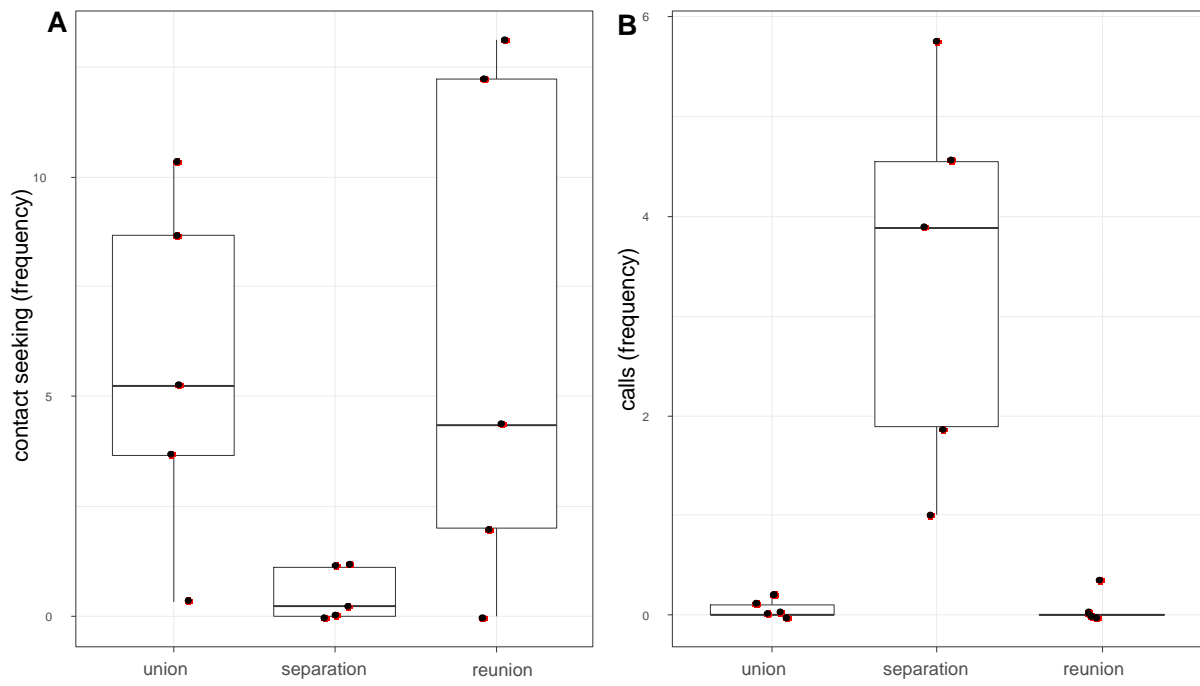 A
contact seeking (frequency)
10
5
0
union separation reunion
B
calls (frequency)
6
4
2
0
union separation reunion